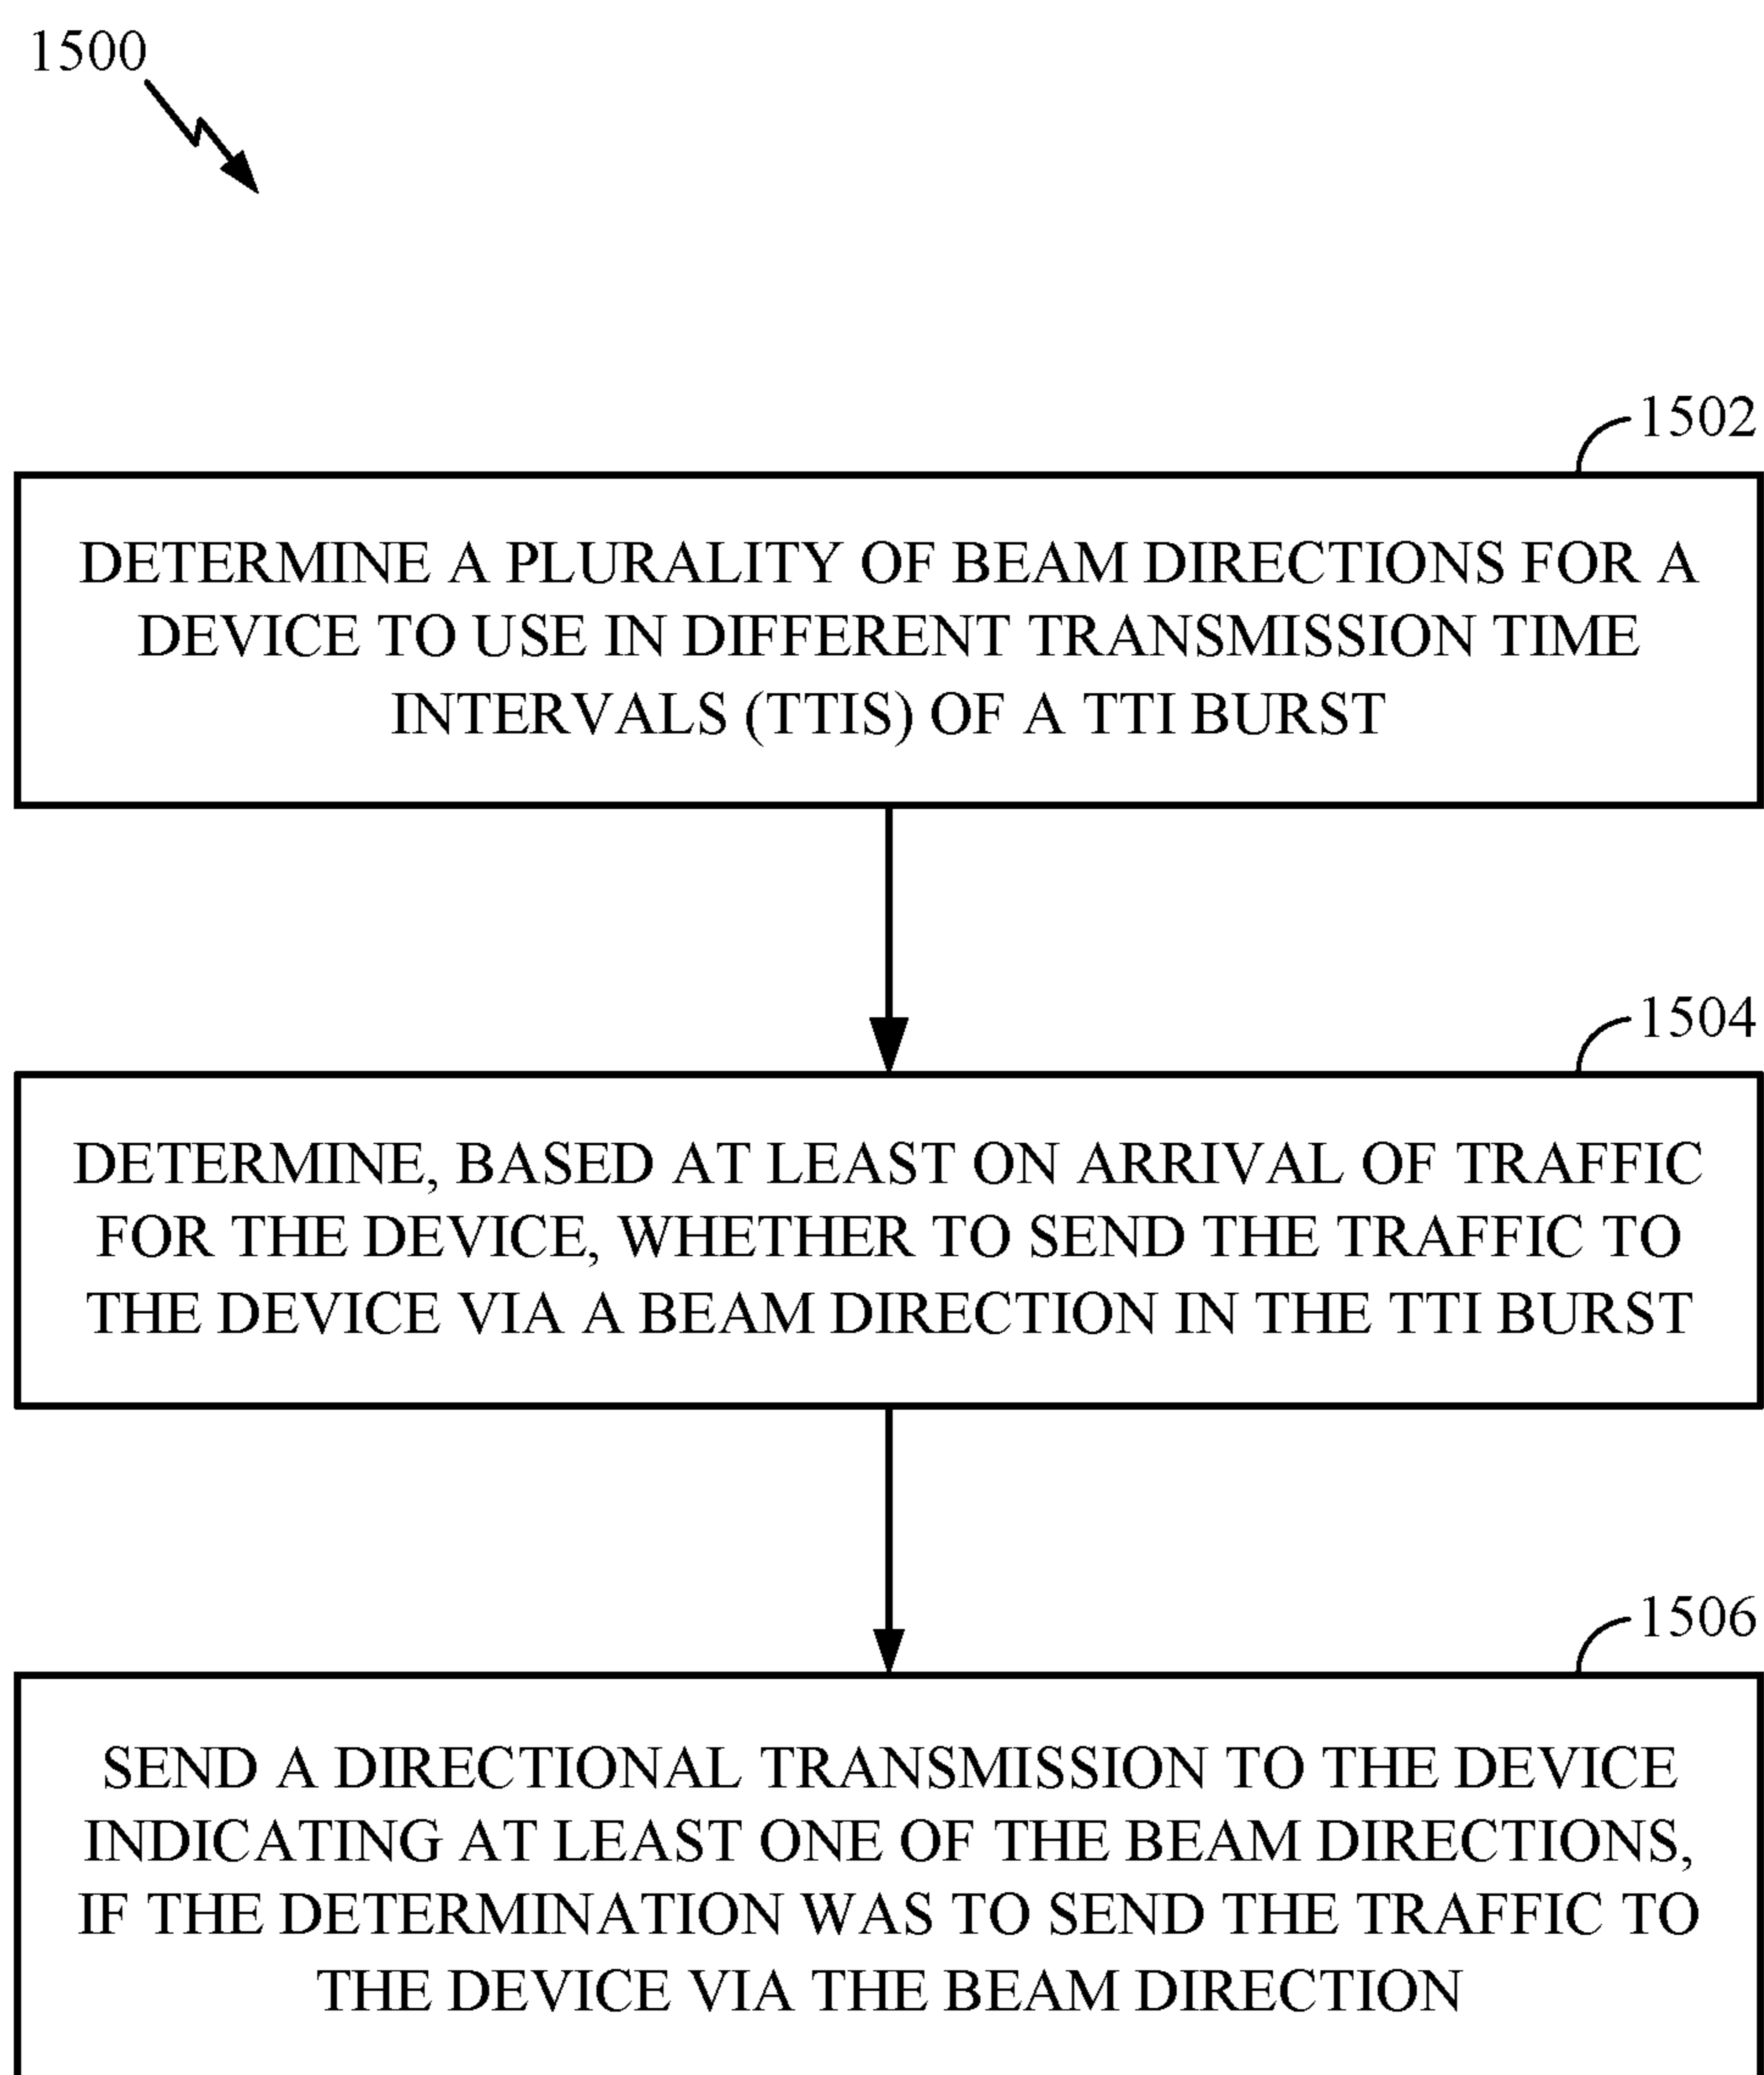 1500
1502
DETERMINE A PLURALITY OF BEAM DIRECTIONS FOR A
DEVICE TO USE IN DIFFERENT TRANSMISSION TIME
INTERVALS (TTIS) OF A TTI BURST
1504
DETERMINE, BASED AT LEAST ON ARRIVAL OF TRAFFIC
FOR THE DEVICE, WHETHER TO SEND THE TRAFFIC TO
THE DEVICE VIA A BEAM DIRECTION IN THE TTI BURST
1506
SEND A DIRECTIONAL TRANSMISSION TO THE DEVICE
INDICATING AT LEAST ONE OF THE BEAM DIRECTIONS,
IF THE DETERMINATION WAS TO SEND THE TRAFFIC TO
THE DEVICE VIA THE BEAM DIRECTION